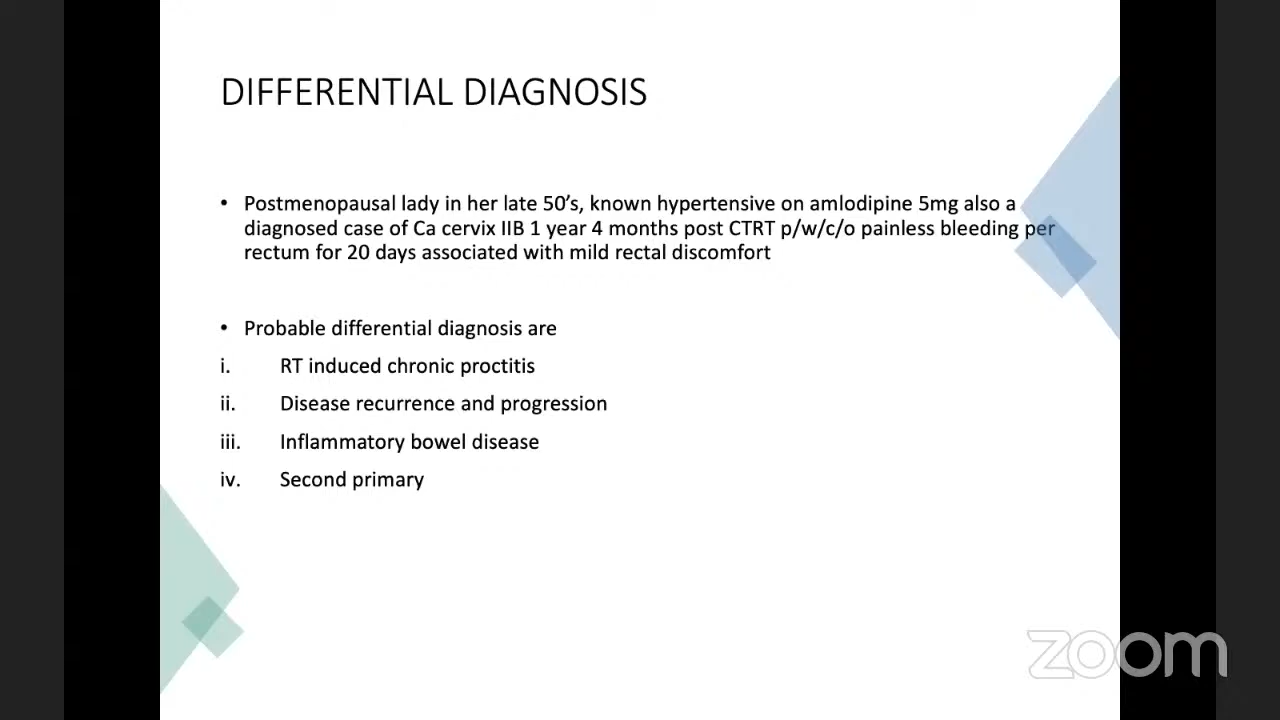 DIFFERENTIAL DIAGNOSIS
• Postmenopausal lady in her late 50's, known hypertensive on amlodipine 5mg also a
diagnosed case of Ca cervix IIB 1 year 4 months post CTRT p/w/c/o painless bleeding per
rectum for 20 days associated with mild rectal discomfort
• Probable differential diagnosis are
i. RT induced chronic proctitis
ii. Disease recurrence and progression
iii. Inflammatory bowel disease
iv. Second primary
zoom